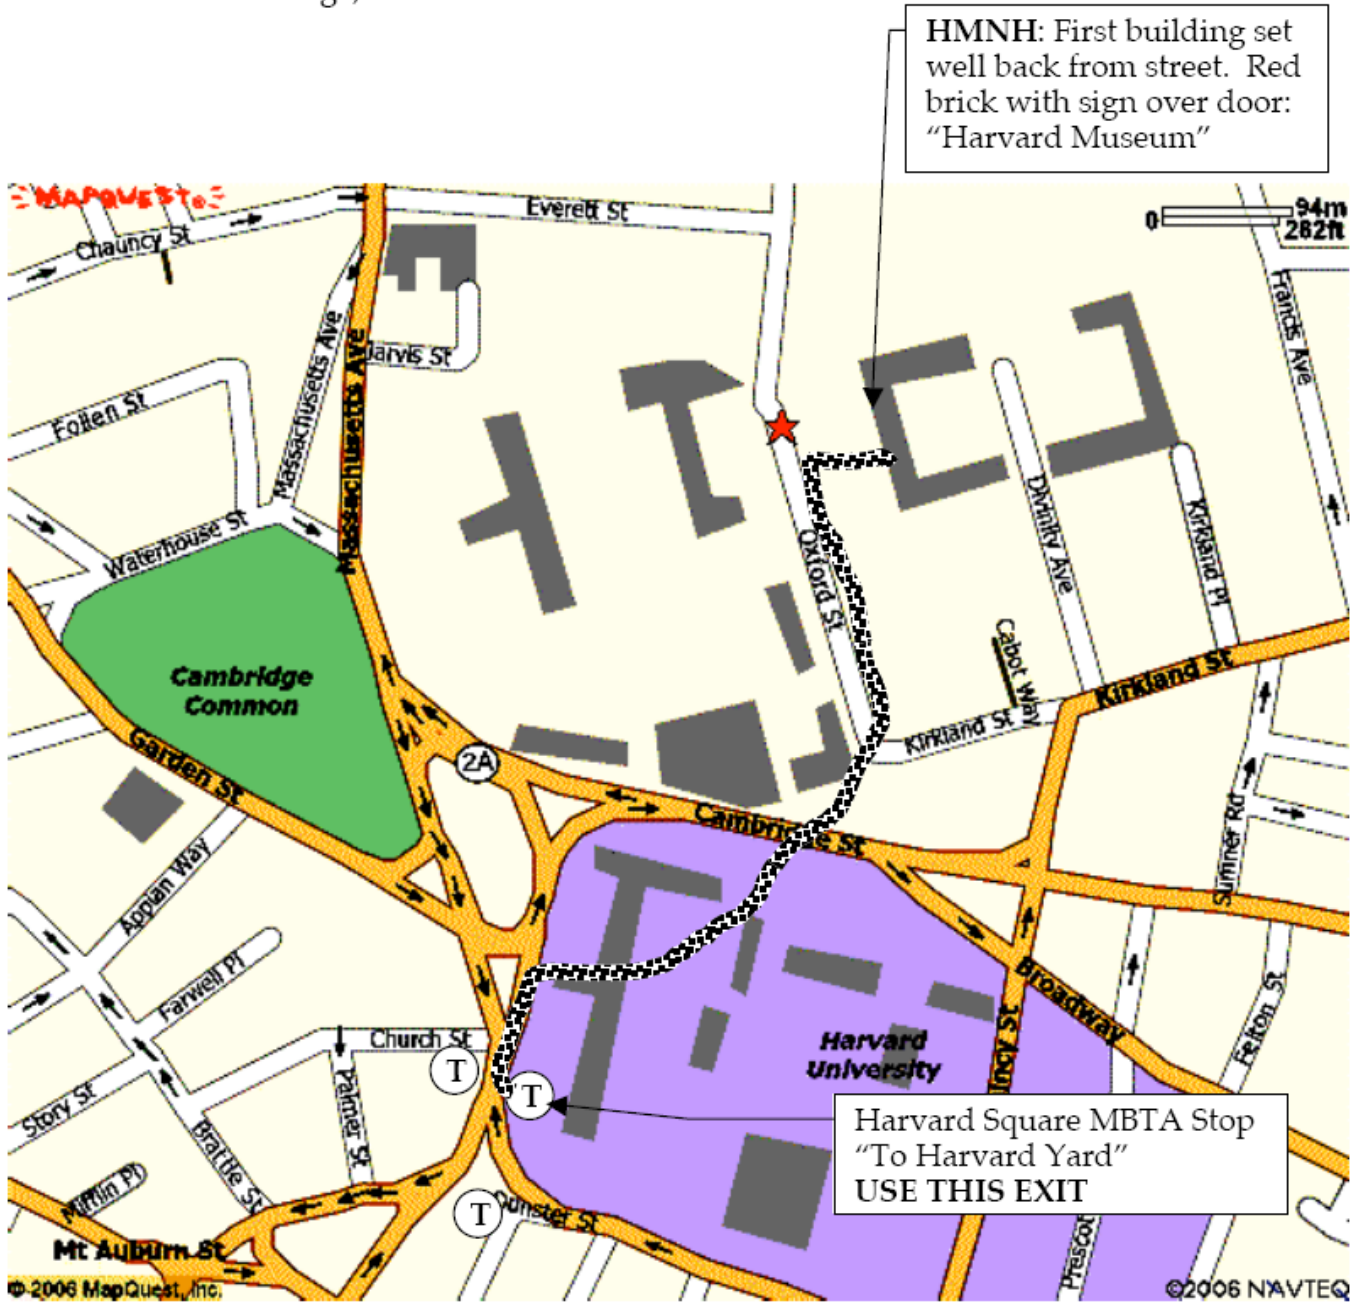 HMNH: First building set
well back from street. Red
brick with sign over door:
“Harvard Museum”
MAPQUEST
Everett St
0 94m
282ft
Chauncy St
Francis Ave
Massachusetts Ave
Massachusetts Ave
Jarvis St
Follen St
Waterhouse St
Oxford St
Divinity Ave
Kirkland Pl
Cabot Way
Kirkland St
Kirkland St
Cambridge
Common
Garden St
2A
Cambridge St
Sumner Rd
Appian Way
Farwell Pl
Broadway
Felton St
Church St
Harvard
University
T
T
Story St
Palmer St
Brattle St
Harvard Square MBTA Stop
“To Harvard Yard”
USE THIS EXIT
Mifflin Pl
T
Dunster St
Mt Auburn St
© 2006 MapQuest, Inc.
©2006 NAVTEQ